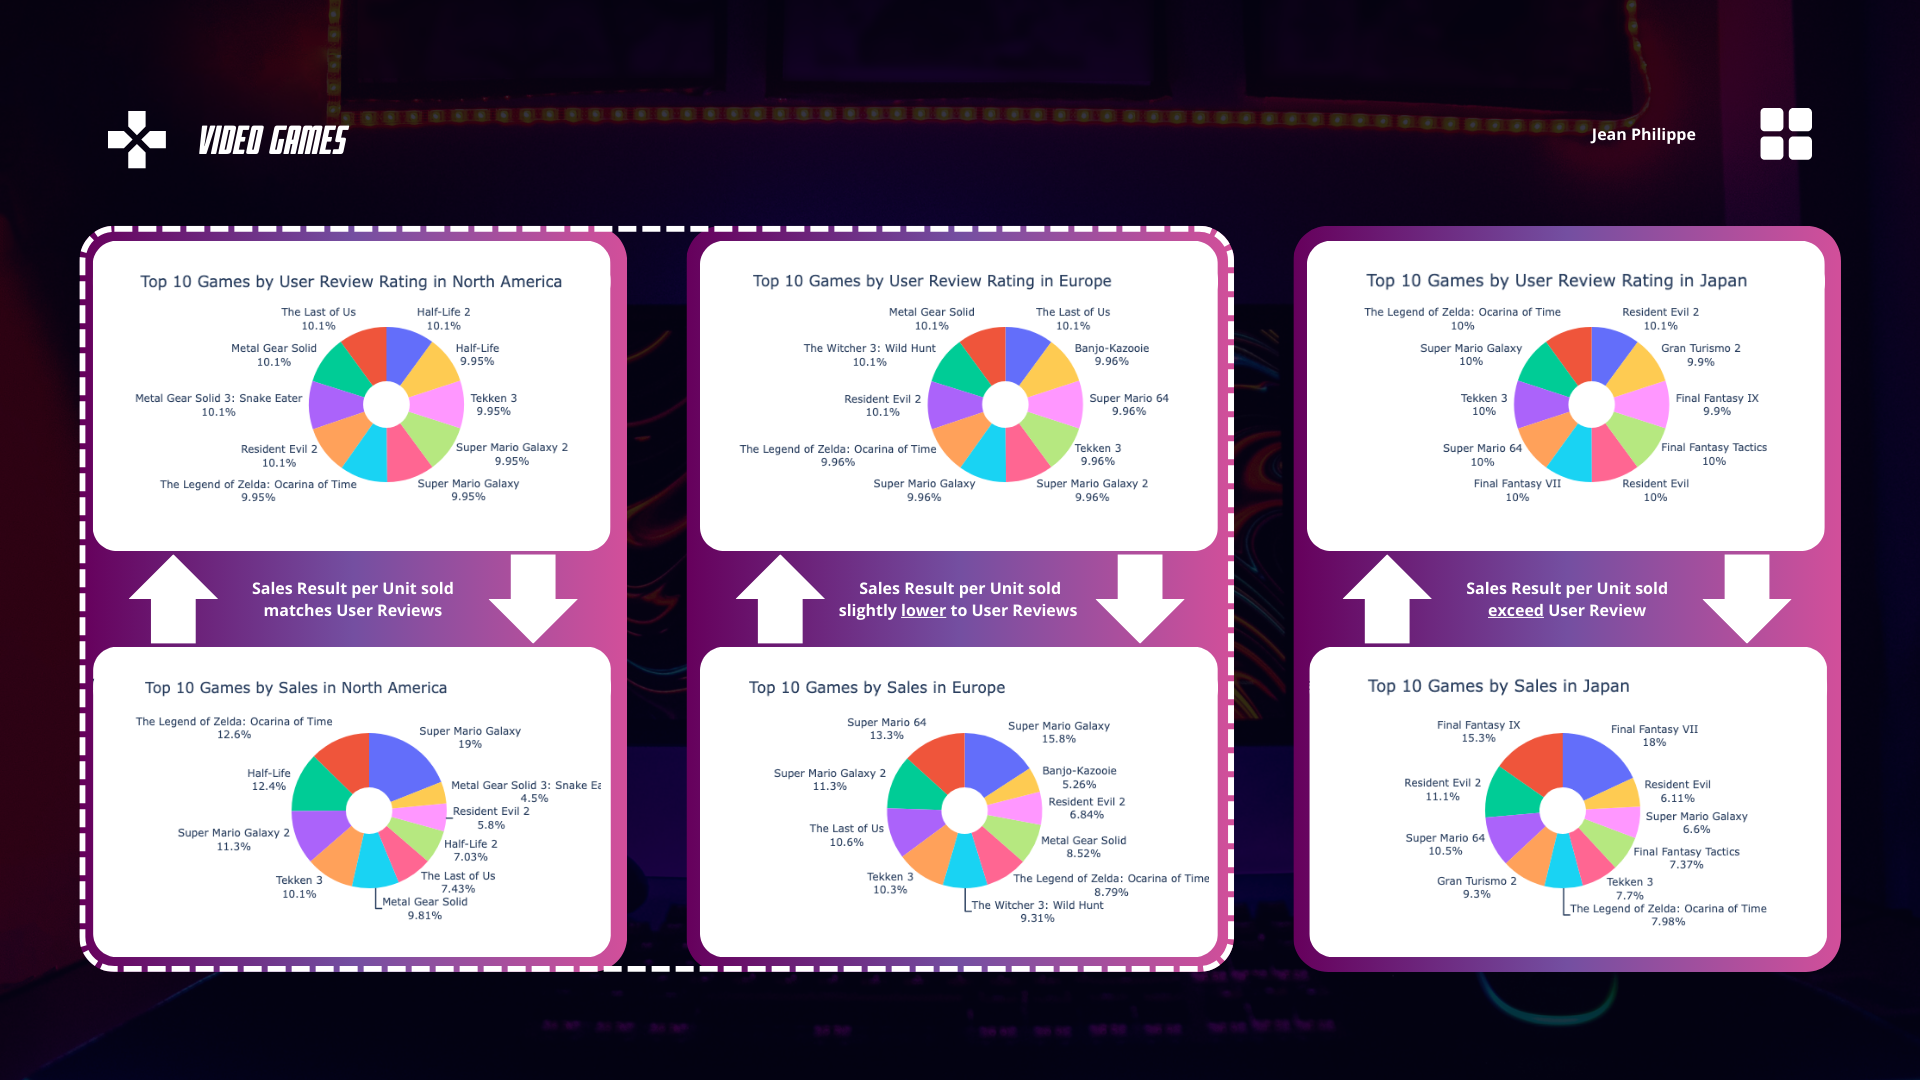 VIDEO GAMES
Jean Philippe
Top 10 Games by User Review Rating in North America
The Last of Us
10.1%
Half-Life 2
10.1%
Metal Gear Solid
10.1%
Half-Life
9.95%
Metal Gear Solid 3: Snake Eater
10.1%
Tekken 3
9.95%
Resident Evil 2
10.1%
Super Mario Galaxy 2
9.95%
The Legend of Zelda: Ocarina of Time
9.95%
Super Mario Galaxy
9.95%
Sales Result per Unit sold
matches User Reviews
Top 10 Games by Sales in North America
The Legend of Zelda: Ocarina of Time
12.6%
Super Mario Galaxy
19%
Half-Life
12.4%
Metal Gear Solid 3: Snake Ea
4.5%
Resident Evil 2
5.8%
Super Mario Galaxy 2
11.3%
Half-Life 2
7.03%
Tekken 3
10.1%
The Last of Us
7.43%
Metal Gear Solid
9.81%
Top 10 Games by User Review Rating in Europe
Metal Gear Solid
10.1%
The Last of Us
10.1%
The Witcher 3: Wild Hunt
10.1%
Banjo-Kazooie
9.96%
Resident Evil 2
10.1%
Super Mario 64
9.96%
The Legend of Zelda: Ocarina of Time
9.96%
Tekken 3
9.96%
Super Mario Galaxy
9.96%
Super Mario Galaxy 2
9.96%
Sales Result per Unit sold
slightly lower to User Reviews
Top 10 Games by Sales in Europe
Super Mario 64
13.3%
Super Mario Galaxy
15.8%
Super Mario Galaxy 2
11.3%
Banjo-Kazooie
5.26%
Resident Evil 2
6.84%
The Last of Us
10.6%
Metal Gear Solid
8.52%
Tekken 3
10.3%
The Legend of Zelda: Ocarina of Time
8.79%
The Witcher 3: Wild Hunt
9.31%
Top 10 Games by User Review Rating in Japan
The Legend of Zelda: Ocarina of Time
10%
Resident Evil 2
10.1%
Super Mario Galaxy
10%
Gran Turismo 2
9.9%
Tekken 3
10%
Final Fantasy IX
9.9%
Super Mario 64
10%
Final Fantasy Tactics
10%
Final Fantasy VII
10%
Resident Evil
10%
Sales Result per Unit sold
exceed User Review
Top 10 Games by Sales in Japan
Final Fantasy IX
15.3%
Final Fantasy VII
18%
Resident Evil 2
11.1%
Resident Evil
6.11%
Super Mario Galaxy
6.6%
Super Mario 64
10.5%
Final Fantasy Tactics
7.37%
Gran Turismo 2
9.3%
Tekken 3
7.7%
The Legend of Zelda: Ocarina of Time
7.98%